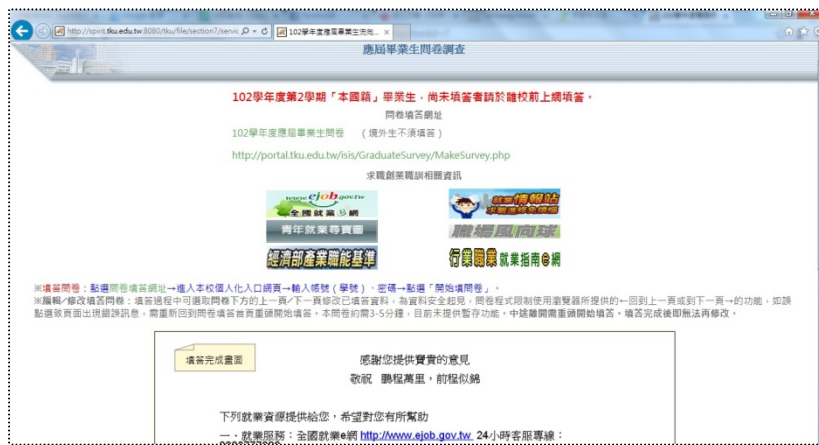 http://spirit.tku.edu.tw:8080/tku/file/section7/servic
102學年度應屆畢業生流向...
應屆畢業生問卷調查
102學年度第2學期「本國籍」畢業生，尚未填答者請於離校前上網填答。
問卷填答網址
102學年度應屆畢業生問卷 (境外生不須填答)
http://portal.tku.edu.tw/isis/GraduateSurvey/MakeSurvey.php
求職創業職訓相關資訊
www.ejob.gov.tw
全國就業e網
就業情報站
青年就業尋寶圖
職場風向球
經濟部產業職能基準
行業職業就業指南e網
※填答問卷：點選問卷填答網址→進入本校個人化入口網頁→輸入帳號(學號)、密碼→點選「開始填問卷」。
※編輯/修改填答問卷：填答過程中可選取問卷下方的上一頁/下一頁修改已填答資料，為資料安全起見，問卷程式限制使用瀏覽器所提供的←回到上一頁或到下一頁→的功能，如誤
點選致頁面出現錯誤訊息，需重新回到問卷填答首頁重頭開始填答。本問卷約需3-5分鐘，目前未提供暫存功能。中途離開需重頭開始填答。填答完成後即無法再修改。
填答完成畫面
感謝您提供寶貴的意見
敬祝 鵬程萬里，前程似錦
下列就業資源提供給您，希望對您有所幫助
一、就業服務：全國就業e網 http://www.ejob.gov.tw 24小時客服專線：